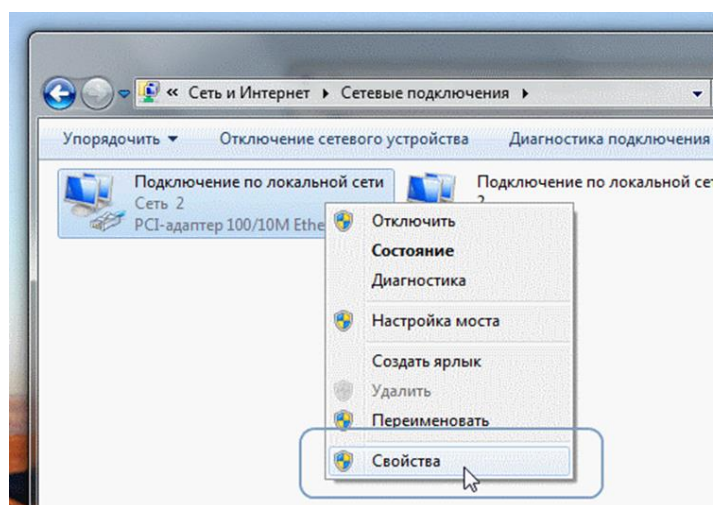 « Сеть и Интернет ▸ Сетевые подключения ▸
Упорядочить ▾ Отключение сетевого устройства Диагностика подключения
Подключение по локальной сети
Сеть 2
PCI-адаптер 100/10M Ethe
Подключение по локальной се
2
Отключить
Состояние
Диагностика
Настройка моста
Создать ярлык
Удалить
Переименовать
Свойства